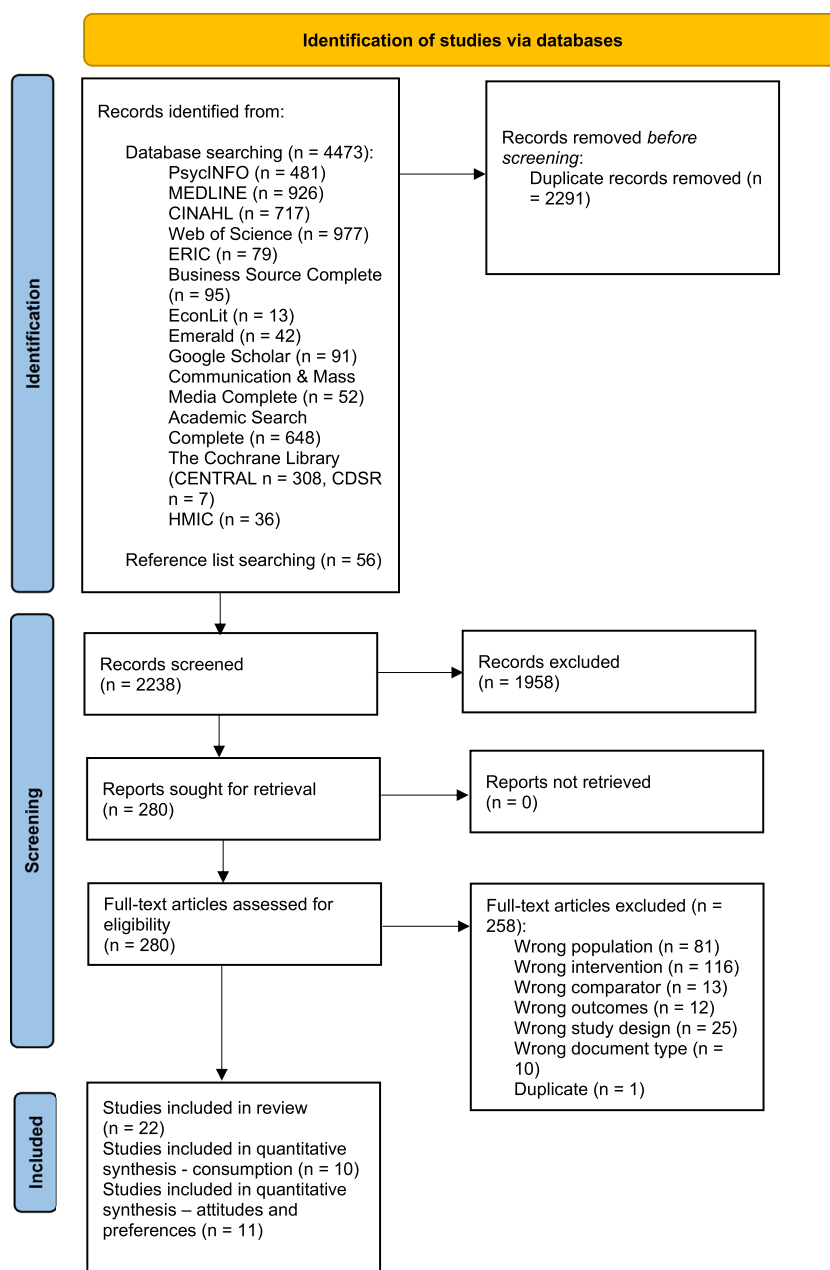 Identification of studies via databases
Identification
Records identified from:
Database searching (n = 4473):
PsycINFO (n = 481)
MEDLINE (n = 926)
CINAHL (n = 717)
Web of Science (n = 977)
ERIC (n = 79)
Business Source Complete
(n = 95)
EconLit (n = 13)
Emerald (n = 42)
Google Scholar (n = 91)
Communication & Mass
Media Complete (n = 52)
Academic Search
Complete (n = 648)
The Cochrane Library
(CENTRAL n = 308, CDSR
n = 7)
HMIC (n = 36)
Reference list searching (n = 56)
Records removed before
screening:
Duplicate records removed (n
= 2291)
Screening
Records screened
(n = 2238)
Records excluded
(n = 1958)
Reports sought for retrieval
(n = 280)
Reports not retrieved
(n = 0)
Full-text articles assessed for
eligibility
(n = 280)
Full-text articles excluded (n =
258):
Wrong population (n = 81)
Wrong intervention (n = 116)
Wrong comparator (n = 13)
Wrong outcomes (n = 12)
Wrong study design (n = 25)
Wrong document type (n =
10)
Duplicate (n = 1)
Included
Studies included in review
(n = 22)
Studies included in quantitative
synthesis - consumption (n = 10)
Studies included in quantitative
synthesis – attitudes and
preferences (n = 11)